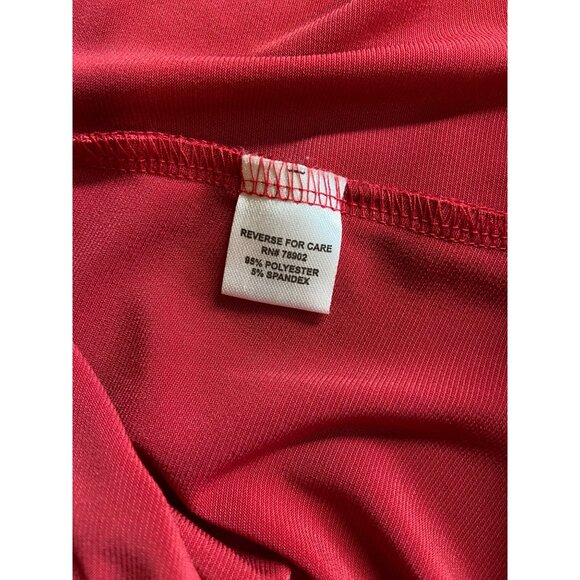 REVERSE FOR CARE
RN# 78902
95% POLYESTER
5% SPANDEX